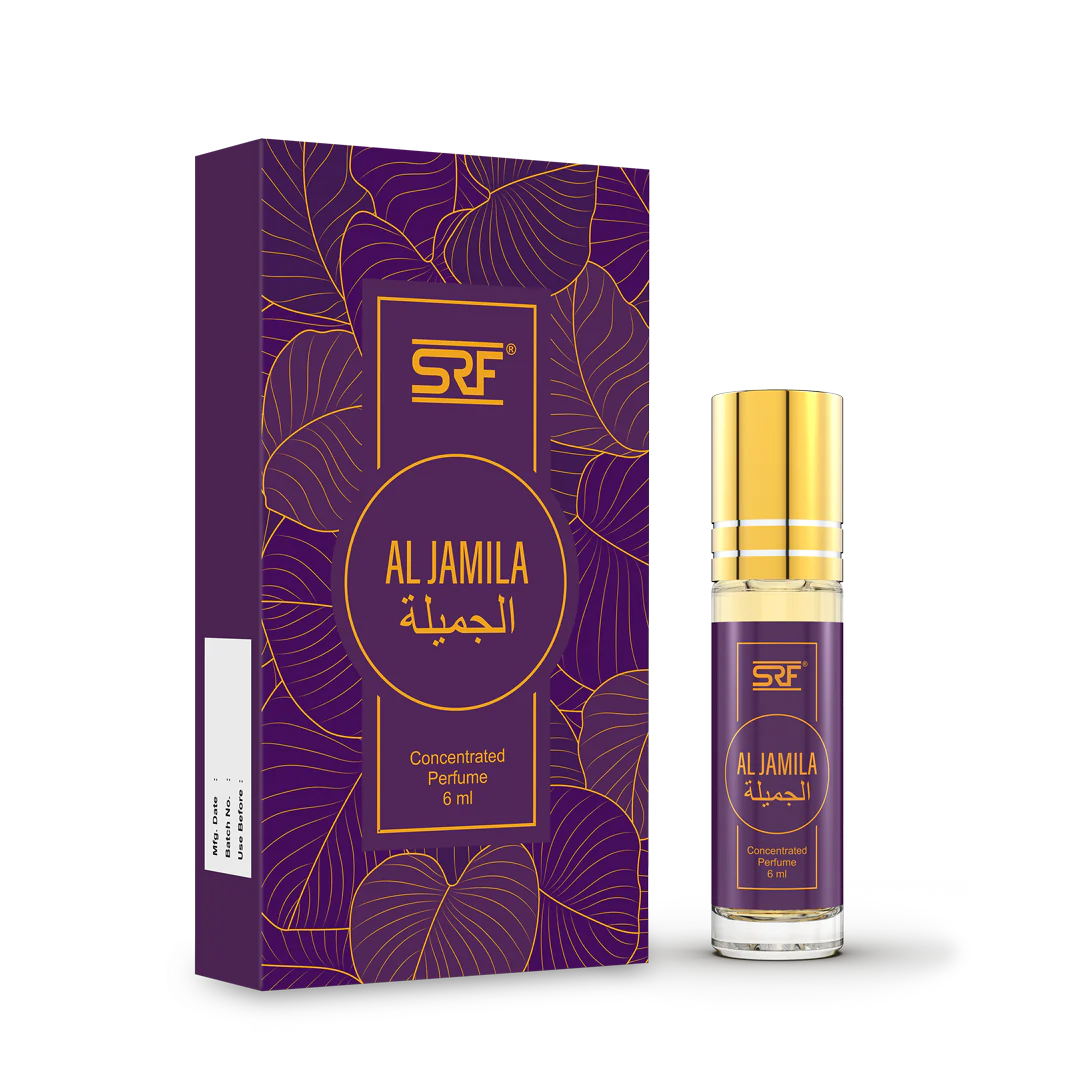 SRF®
AL JAMILA
الجميلة
Concentrated
Perfume
6 ml
Mfg. Date :
Batch No. :
Use Before :
SRF®
AL JAMILA
الجميلة
Concentrated
Perfume
6 ml